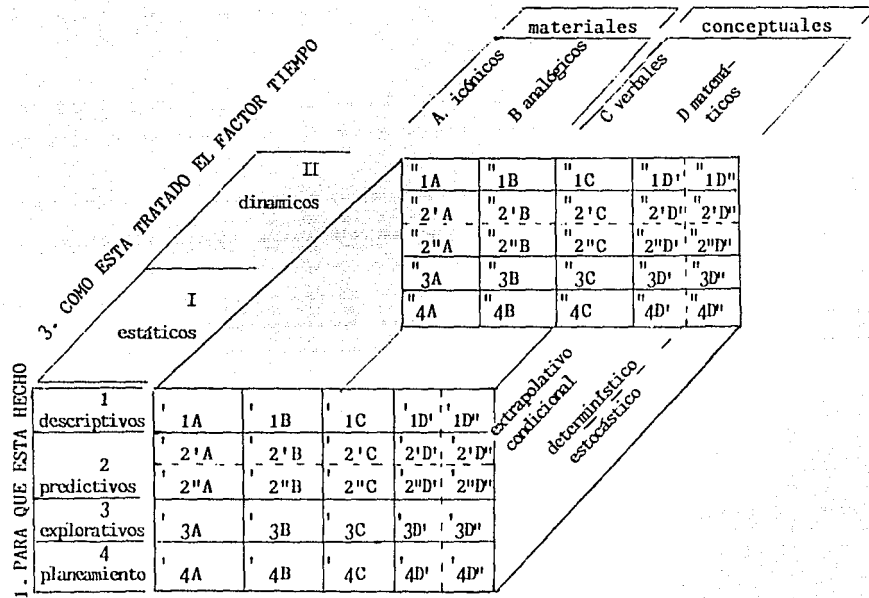 materiales conceptuales
A. icónicos B analógicos C verbales D matemá-
ticos
3. COMO ESTA TRATADO EL FACTOR TIEMPO
II
dinamicos
I
estáticos
"1A "1B "1C "1D' "1D"
"2'A "2'B "2'C "2'D" "2'D"
"2"A "2"B "2"C "2"D' "2"D"
"3A "3B "3C "3D' "3D"
"4A "4B "4C "4D' "4D"
extrapolativo
condicional
determinístico
estocástico
1. PARA QUE ESTA HECHO
1
descriptivos
'1A '1B '1C '1D' '1D"
2
predictivos
'2'A '2'B '2'C '2'D' '2'D"
'2"A '2"B '2"C '2"D' '2"D"
3
explorativos
'3A '3B '3C '3D' '3D"
4
planeamiento
'4A '4B '4C '4D' '4D"